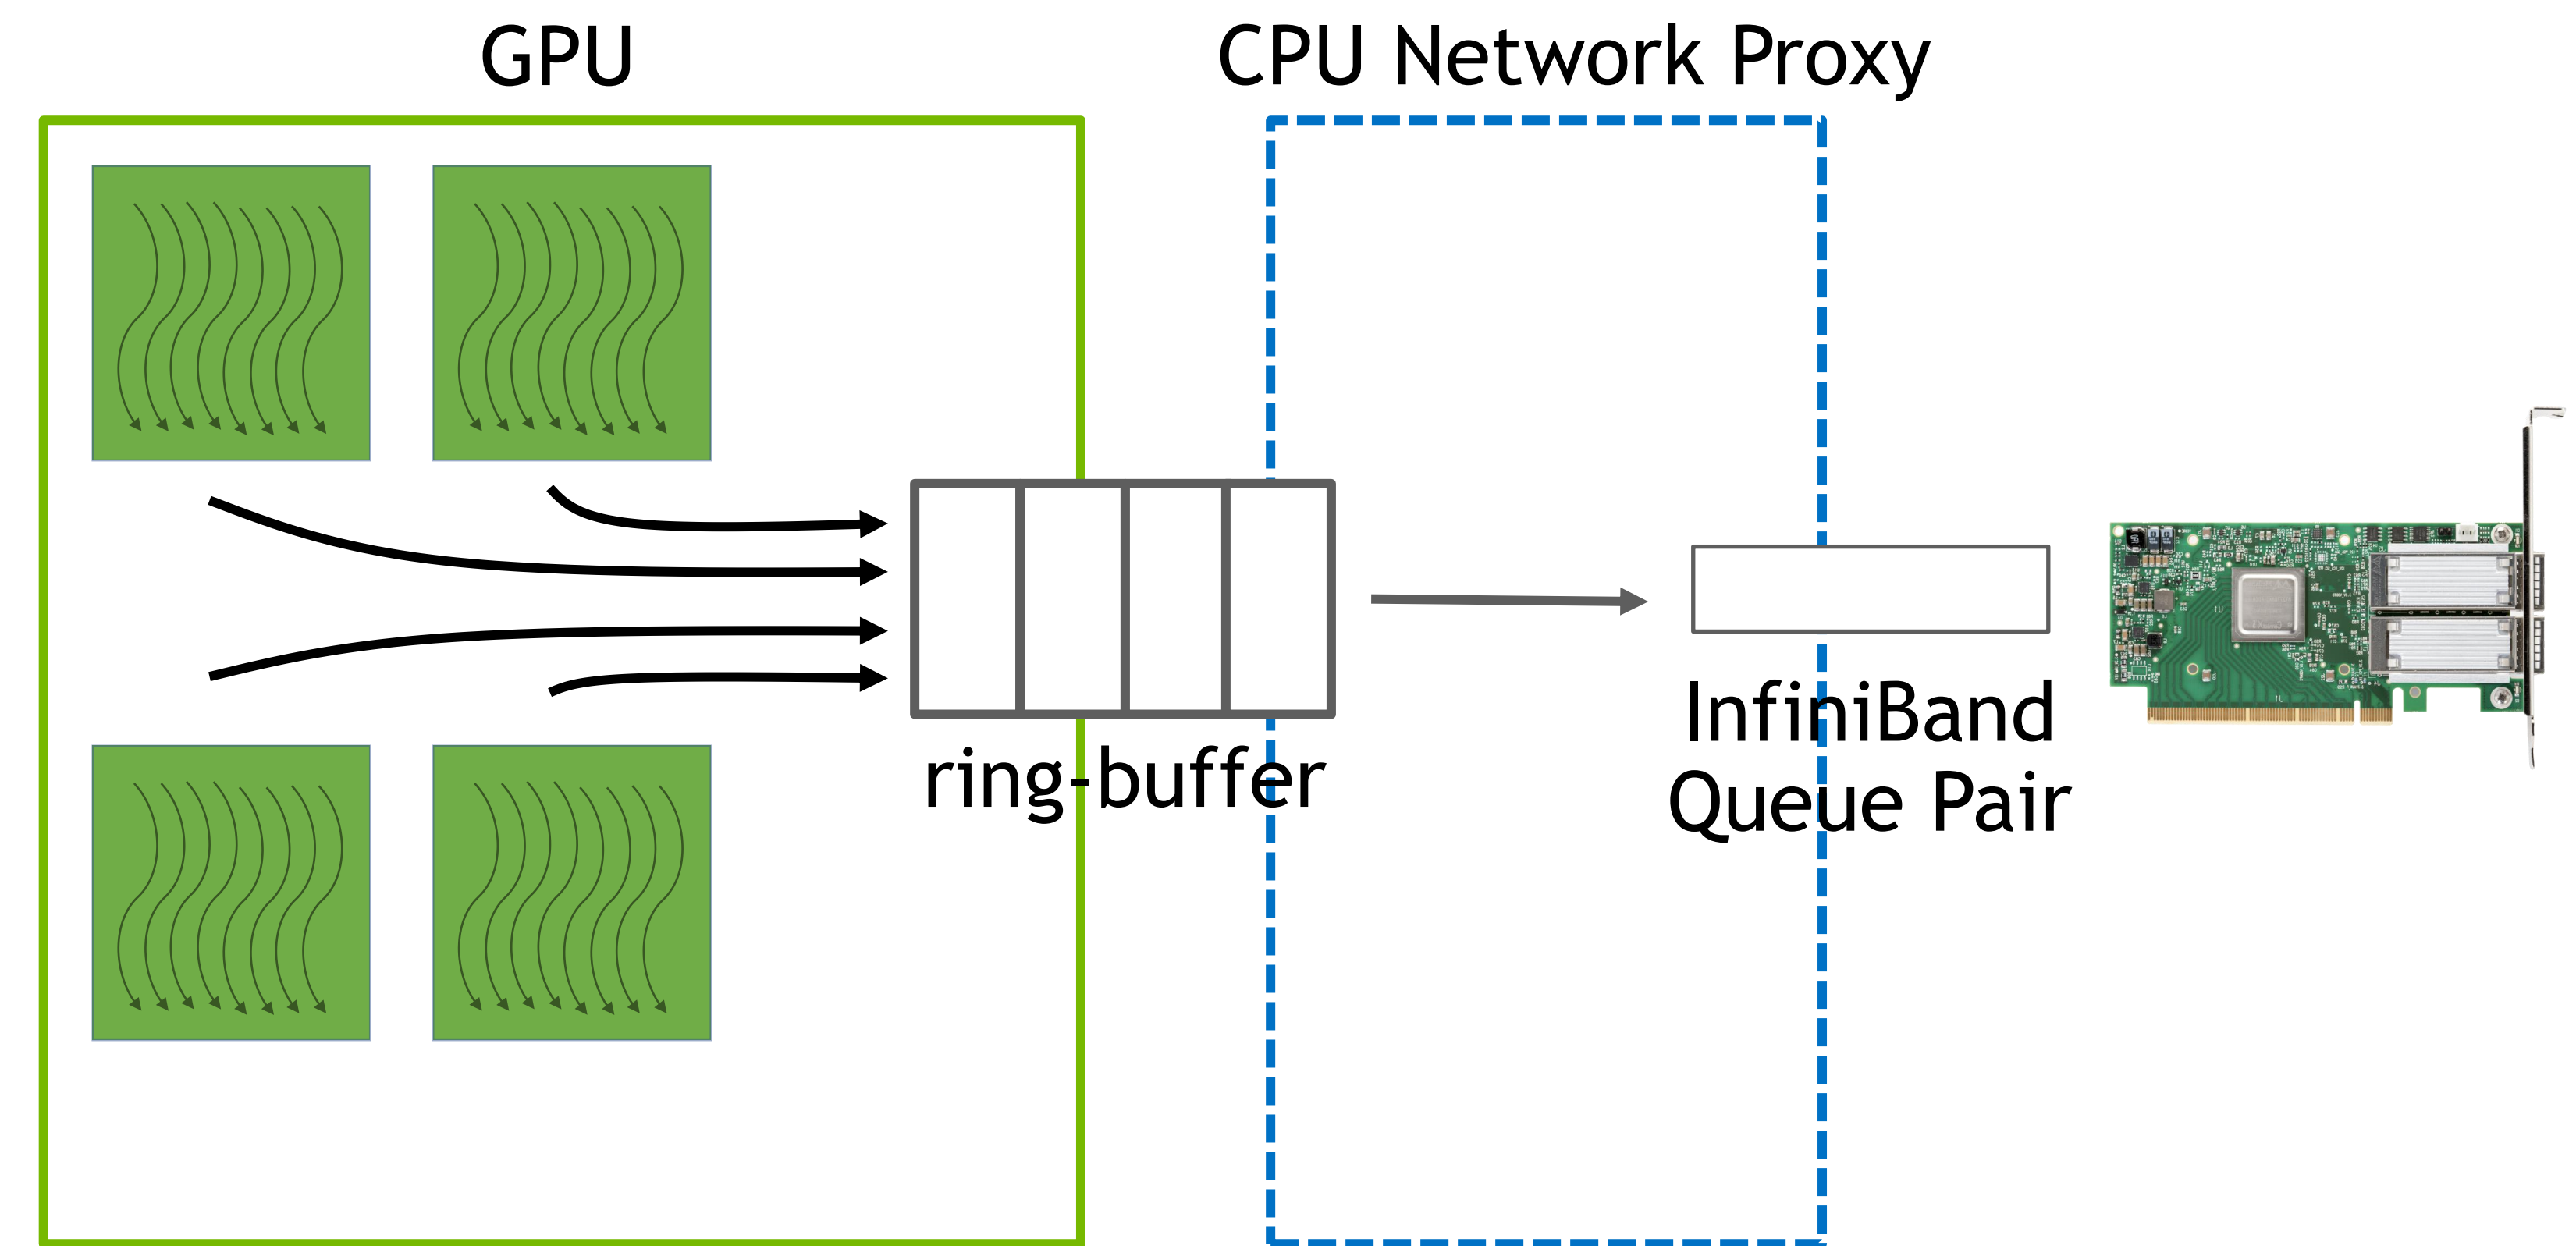 GPU
CPU Network Proxy
ring-buffer
InfiniBand
Queue Pair